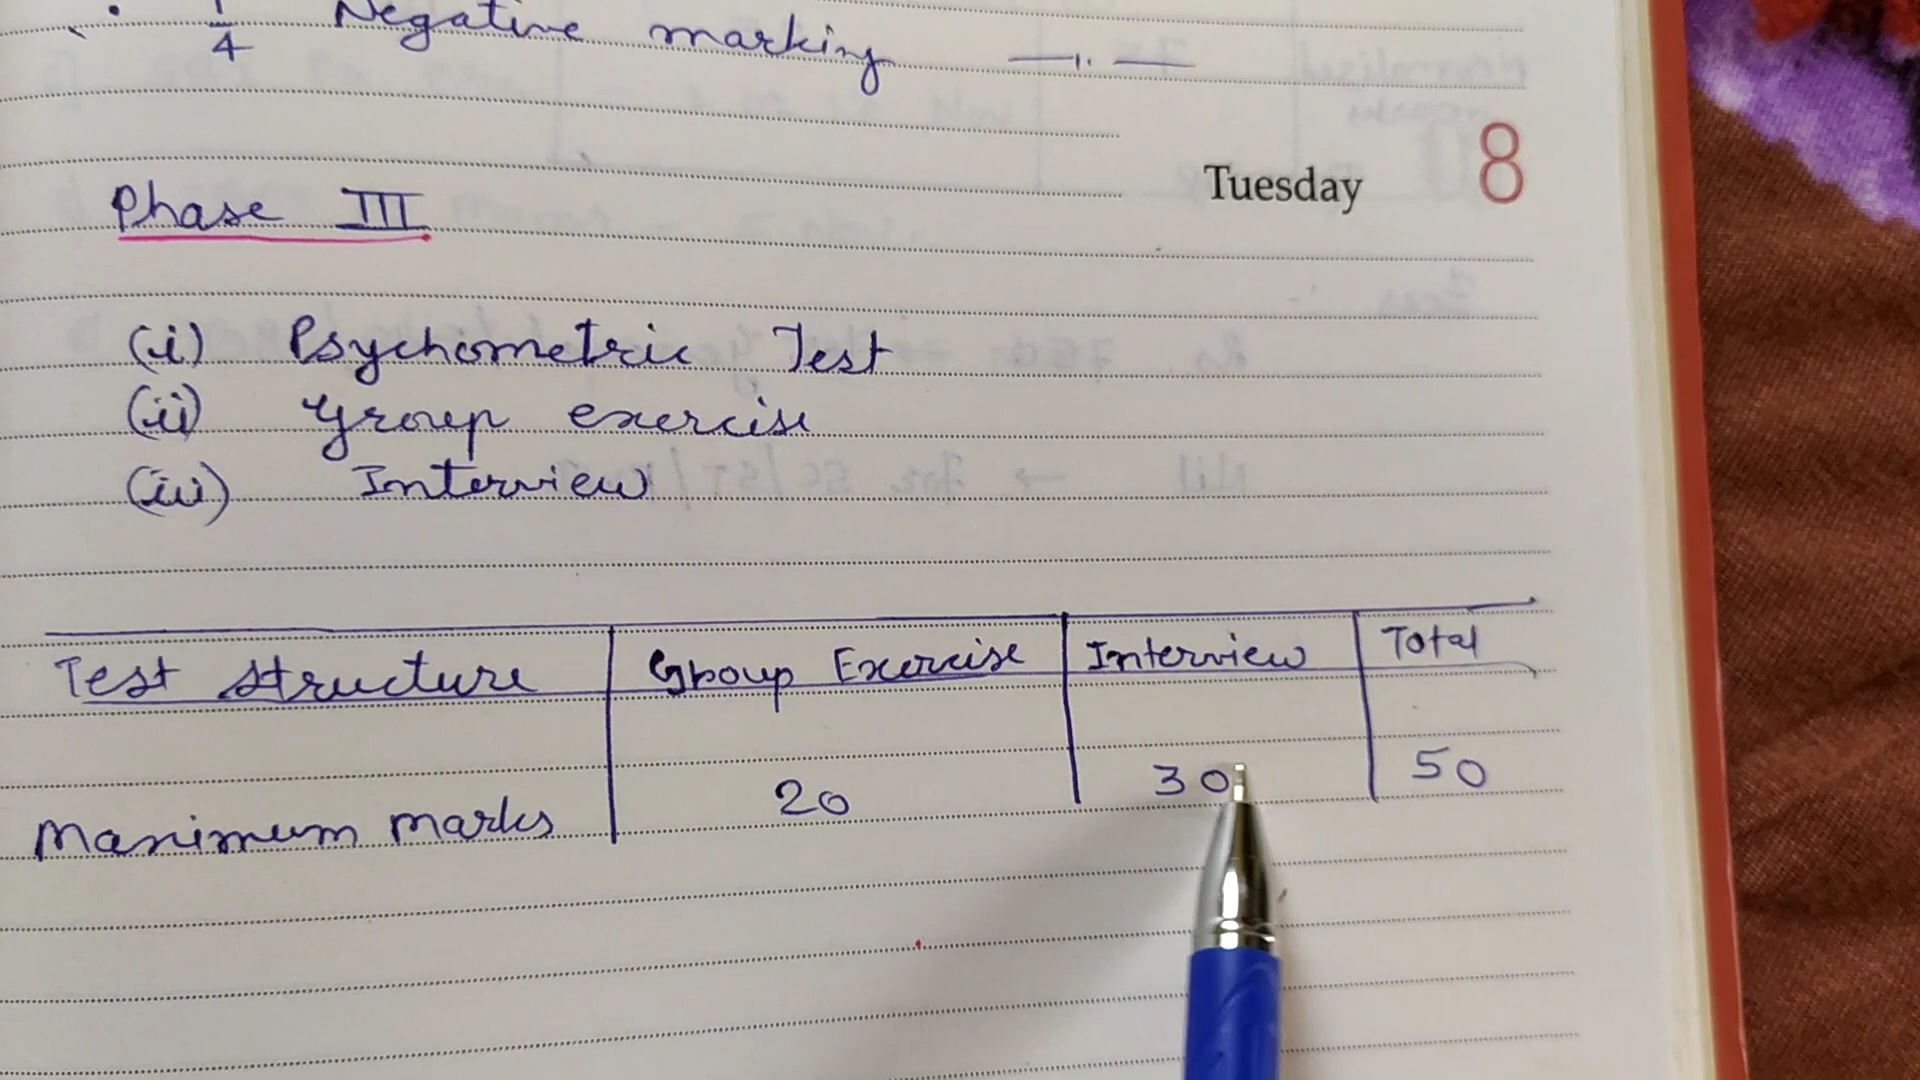 1/4 Negative marking
Tuesday 8
Phase III
(i) Psychometric Test
(ii) Group exercise
(iii) Interview
Test structure Group Exercise Interview Total
Maximum marks 20 30 50